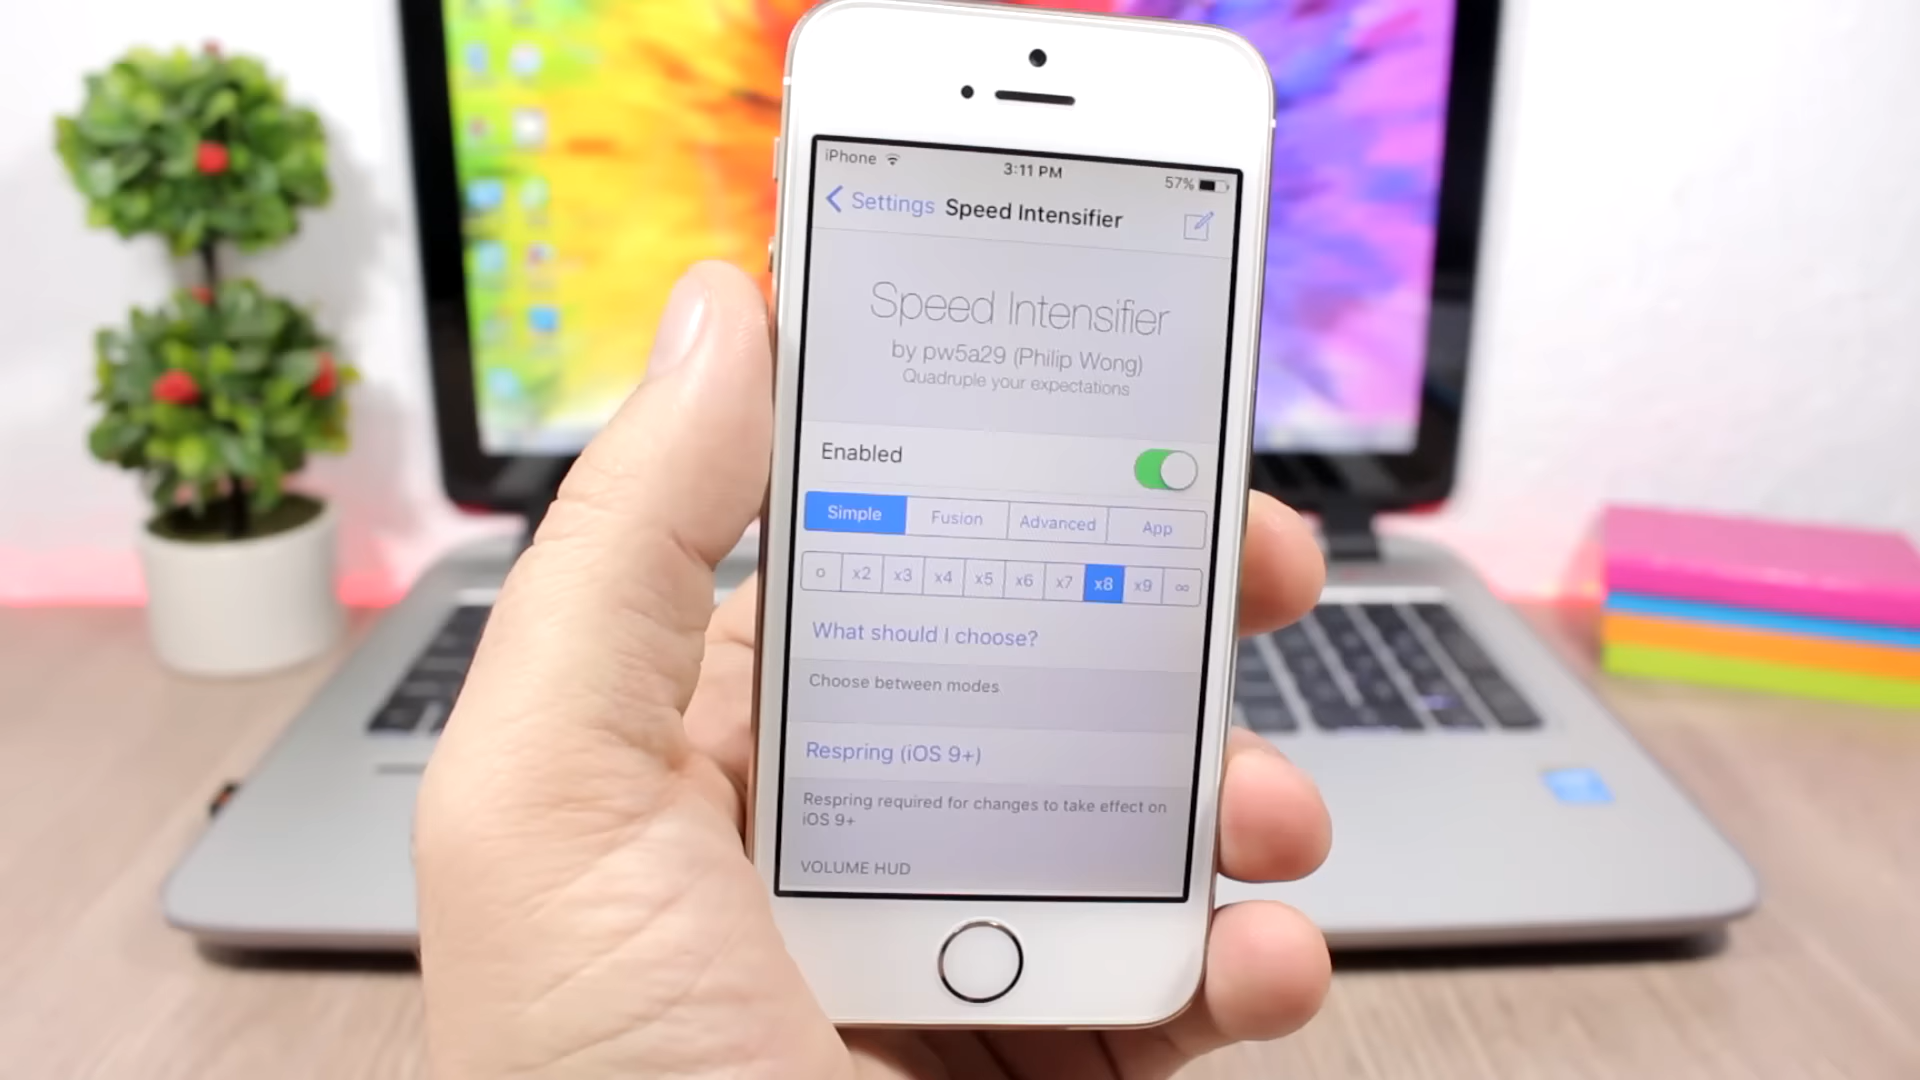 iPhone
3:11 PM
57%
Settings
Speed Intensifier
Speed Intensifier
by pw5a29 (Philip Wong)
Quadruple your expectations
Enabled
Simple Fusion Advanced App
o x2 x3 x4 x5 x6 x7 x8 x9 ∞
What should I choose?
Choose between modes
Respring (iOS 9+)
Respring required for changes to take effect on
iOS 9+
VOLUME HUD